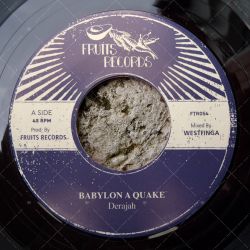 FRUITS
RECORDS
A SIDE
45 RPM
Prod. By
FRUITS RECORDS
FTR054
Mixed By
WESTFINGA
BABYLON A QUAKE
Derajah